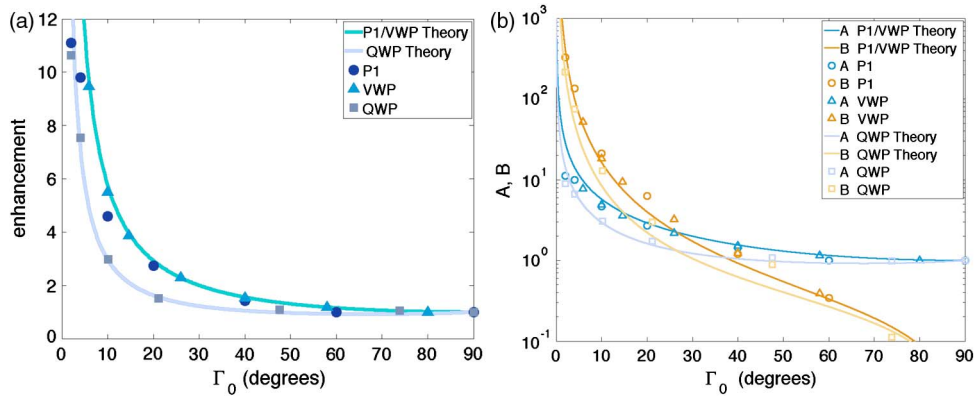 (a)
12
10
8
6
4
2
0
enhancement
0 10 20 30 40 50 60 70 80 90
Γ0 (degrees)
P1/VWP Theory
QWP Theory
P1
VWP
QWP
(b)
10^3
10^2
10^1
10^0
10^-1
A, B
0 10 20 30 40 50 60 70 80 90
Γ0 (degrees)
A P1/VWP Theory
B P1/VWP Theory
A P1
B P1
A VWP
B VWP
A QWP Theory
B QWP Theory
A QWP
B QWP